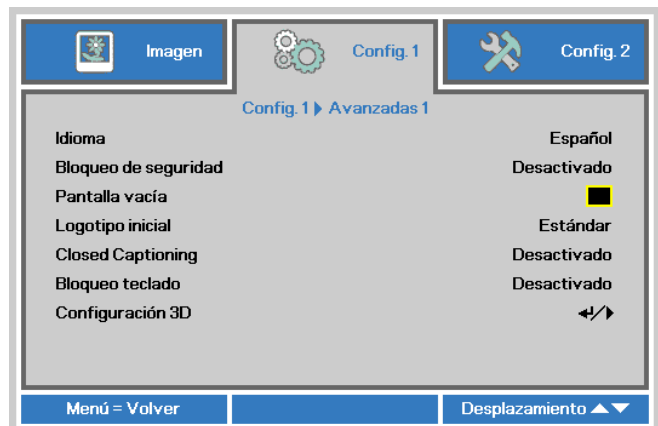 Imagen
Config. 1
Config. 2
Config. 1 Avanzadas 1
Idioma Español
Bloqueo de seguridad Desactivado
Pantalla vacía
Logotipo inicial Estándar
Closed Captioning Desactivado
Bloqueo teclado Desactivado
Configuración 3D
Menú = Volver
Desplazamiento